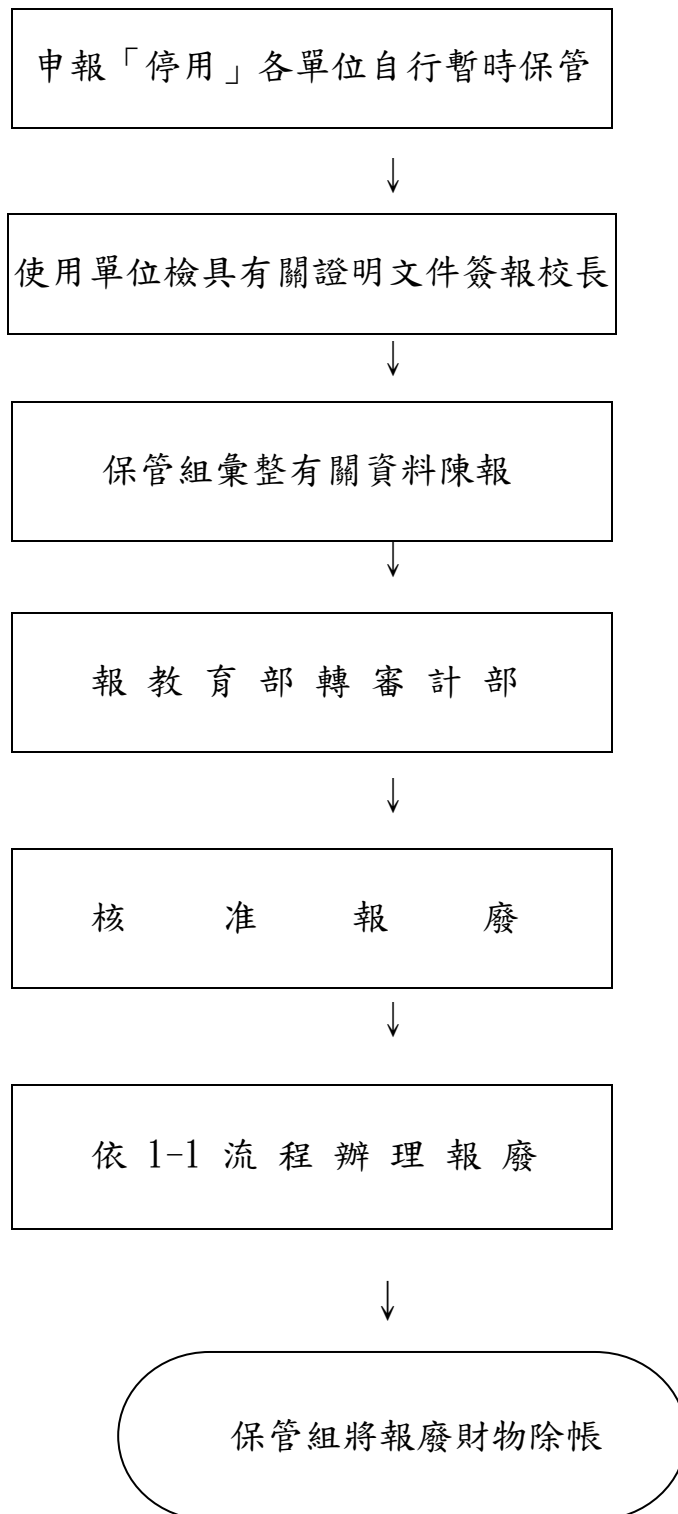 申報「停用」各單位自行暫時保管
↓
使用單位檢具有關證明文件簽報校長
↓
保管組彙整有關資料陳報
↓
報教育部轉審計部
↓
核准報廢
↓
依 1-1 流程辦理報廢
↓
保管組將報廢財物除帳